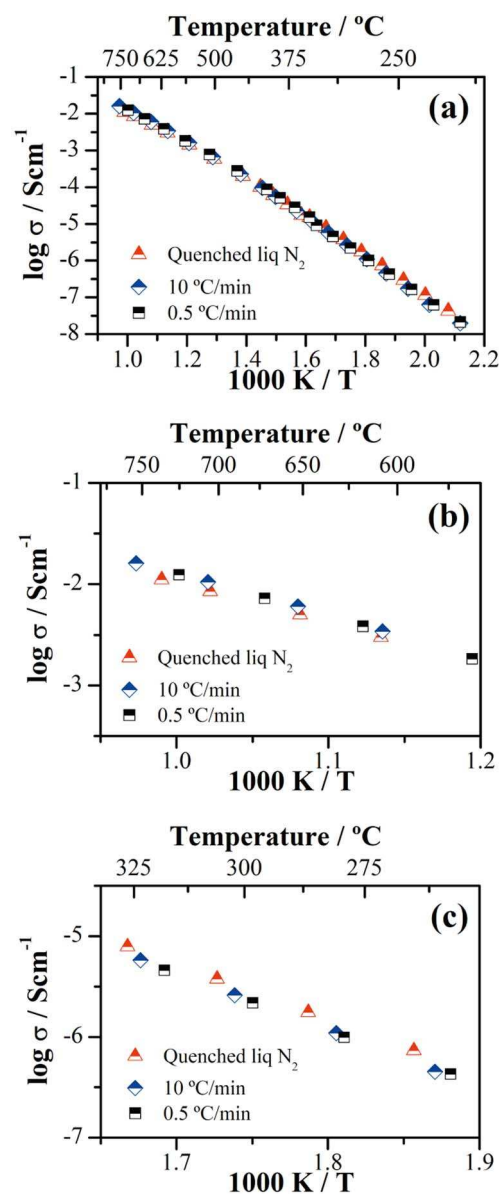 Temperature / ºC
750 625 500 375 250
(a)
-1
-2
-3
-4
-5
-6
-7
-8
log σ / Scm-1
Quenched liq N2
10 ºC/min
0.5 ºC/min
1.0 1.2 1.4 1.6 1.8 2.0 2.2
1000 K / T
Temperature / ºC
750 700 650 600
(b)
-1
-2
-3
log σ / Scm-1
Quenched liq N2
10 ºC/min
0.5 ºC/min
1.0 1.1 1.2
1000 K / T
Temperature / ºC
325 300 275
(c)
-5
-6
-7
log σ / Scm-1
Quenched liq N2
10 ºC/min
0.5 ºC/min
1.7 1.8 1.9
1000 K / T